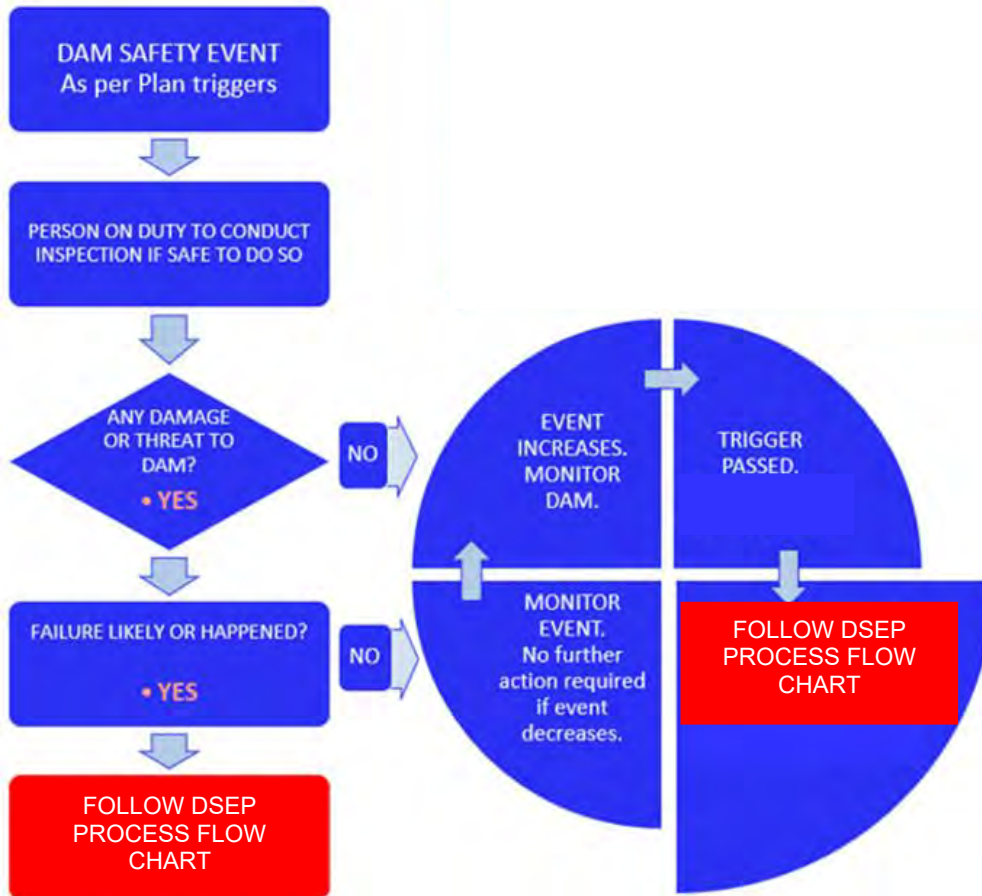 DAM SAFETY EVENT
As per Plan triggers
PERSON ON DUTY TO CONDUCT
INSPECTION IF SAFE TO DO SO
ANY DAMAGE
OR THREAT TO
DAM?
• YES
NO
FAILURE LIKELY OR HAPPENED?
• YES
NO
FOLLOW DSEP
PROCESS FLOW
CHART
EVENT
INCREASES.
MONITOR
DAM.
TRIGGER
PASSED.
MONITOR
EVENT.
No further
action required
if event
decreases.
FOLLOW DSEP
PROCESS FLOW
CHART